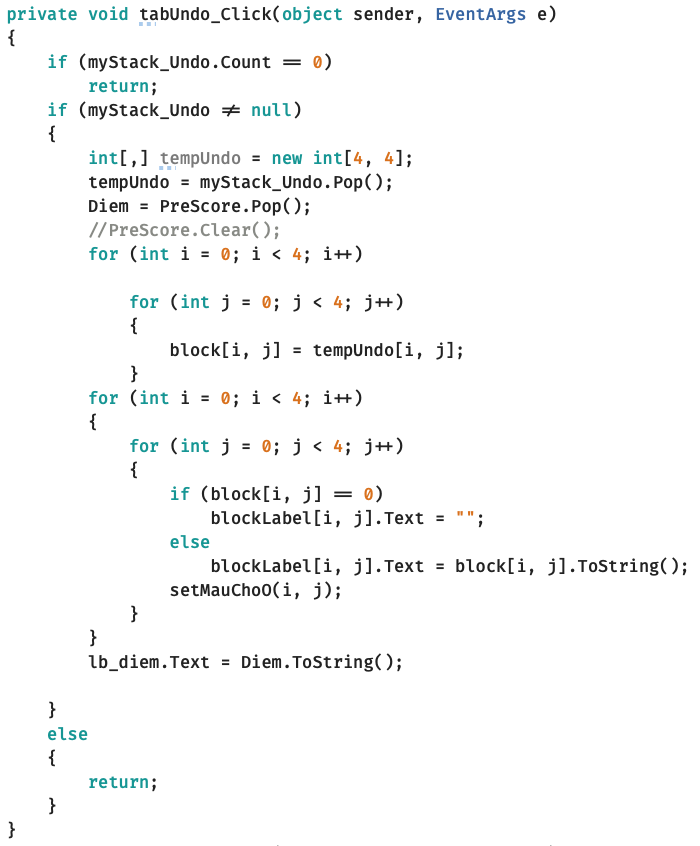 private void tabUndo_Click(object sender, EventArgs e)
{
    if (myStack_Undo.Count == 0)
        return;
    if (myStack_Undo != null)
    {
        int[,] tempUndo = new int[4, 4];
        tempUndo = myStack_Undo.Pop();
        Diem = PreScore.Pop();
        //PreScore.Clear();
        for (int i = 0; i < 4; i++)

            for (int j = 0; j < 4; j++)
            {
                block[i, j] = tempUndo[i, j];
            }
        for (int i = 0; i < 4; i++)
        {
            for (int j = 0; j < 4; j++)
            {
                if (block[i, j] == 0)
                    blockLabel[i, j].Text = "";
                else
                    blockLabel[i, j].Text = block[i, j].ToString();
                setMauChoO(i, j);
            }
        }
        lb_diem.Text = Diem.ToString();

    }
    else
    {
        return;
    }
}